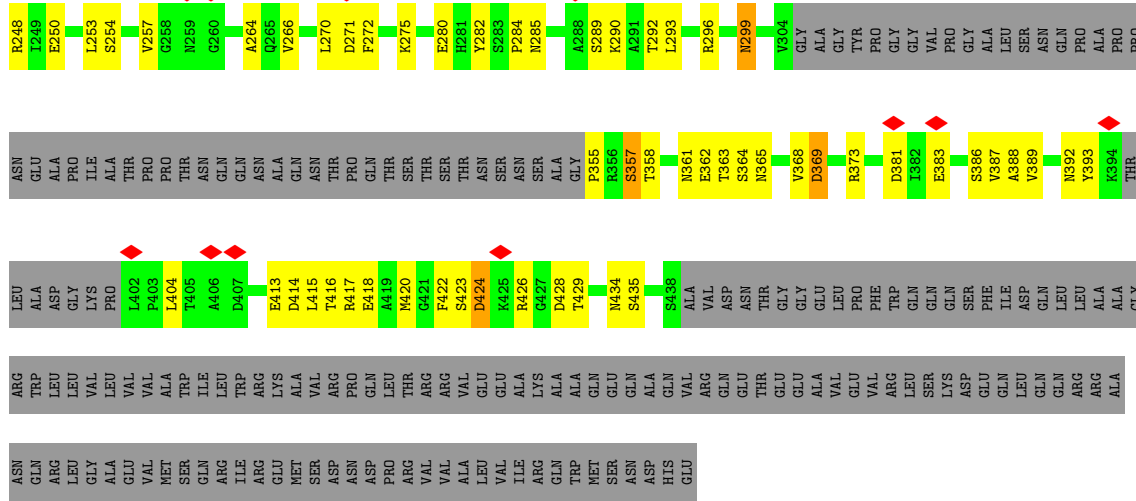 R248 I249 E250 L253 S254 V257 G258 N259 G260 A264 Q265 V266 L270 D271 F272 K275 E280 H281 Y282 S283 P284 N285 A288 S289 K290 A291 T292 L293 R296 N299 V304 GLY ALA GLY TYR PRO GLY GLY VAL PRO GLY ALA LEU SER ASN GLN PRO ALA PRO PRO
ASN GLU ALA PRO ILE ALA THR PRO PRO THR ASN GLN GLN ASN ALA GLN ASN THR PRO GLN THR SER THR SER THR ASN SER ASN SER ALA GLY P355 R356 S357 T358 N361 E362 T363 S364 N365 V368 D369 R373 D381 I382 E383 S386 V387 A388 V389 N392 Y393 K394 THR
LEU ALA ASP GLY LYS PRO L402 P403 L404 T405 A406 D407 E413 D414 L415 T416 R417 E418 A419 M420 G421 F422 S423 D424 K425 R426 G427 D428 T429 N434 S435 S438 ALA VAL ASP ASN THR GLY GLY GLU LEU PRO PHE TRP GLN GLN GLN SER PHE ILE ASP GLN LEU LEU ALA ALA GLY
ARG TRP LEU LEU VAL LEU VAL VAL ALA TRP ILE LEU TRP ARG LYS ALA VAL ARG PRO GLN LEU THR ARG ARG VAL GLU GLU ALA LYS ALA ALA GLN GLU GLN ALA GLN VAL ARG GLN GLU THR GLU GLU ALA VAL GLU VAL ARG LEU SER LYS ASP GLU GLN LEU GLN GLN ARG ARG ALA
ASN GLN ARG LEU GLY ALA GLU VAL MET SER GLN ARG ILE ARG GLU MET SER ASP ASN ASP PRO ARG VAL VAL ALA LEU VAL ILE ARG GLN TRP MET SER ASN ASP HIS GLU